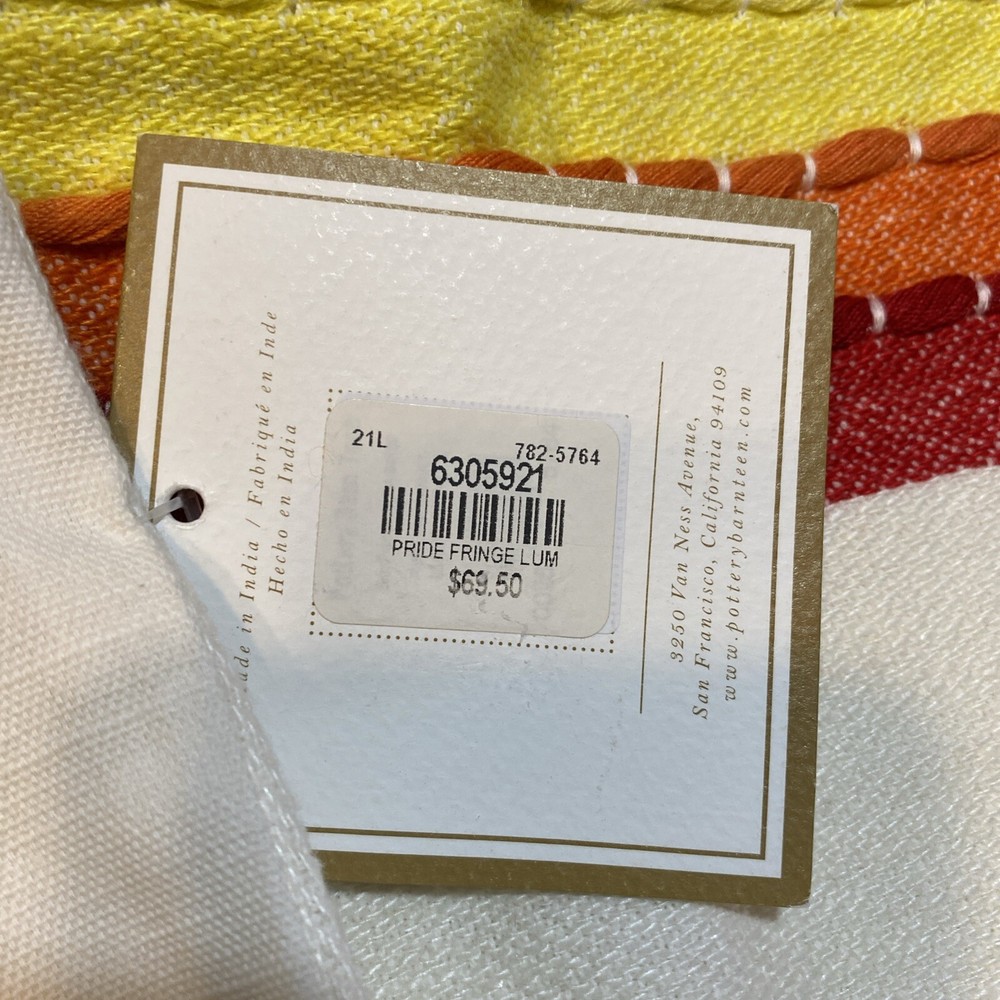 21L 782-5764
6305921
PRIDE FRINGE LUM
$69.50
in India / Fabriqué en Inde
Hecho en India
3250 Van Ness Avenue,
San Francisco, California 94109
www.potterybarnteen.com